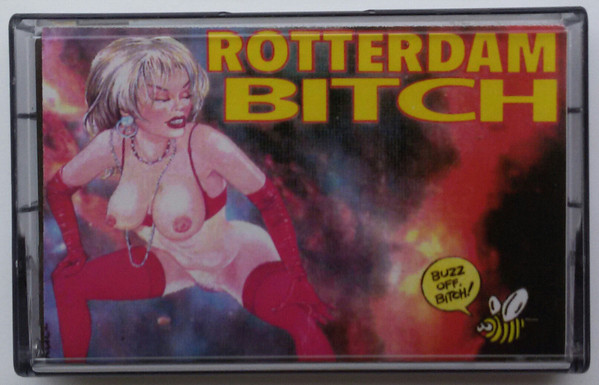 ROTTERDAM
BITCH
BUZZ
OFF,
BITCH!